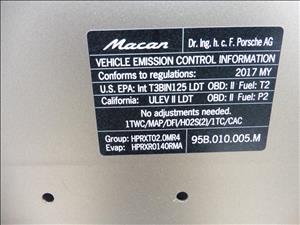 Macan Dr. Ing. h. c. F. Porsche AG
VEHICLE EMISSION CONTROL INFORMATION
Conforms to regulations: 2017 MY
U.S. EPA: Int T3BIN125 LDT OBD: II Fuel: T2
California: ULEV II LDT OBD: II Fuel: P2
No adjustments needed.
1TWC/MAP/DFI/HO2S(2)/1TC/CAC
Group: HPRXT02.0MR4
Evap: HPRXR0140RMA 95B.010.005.M